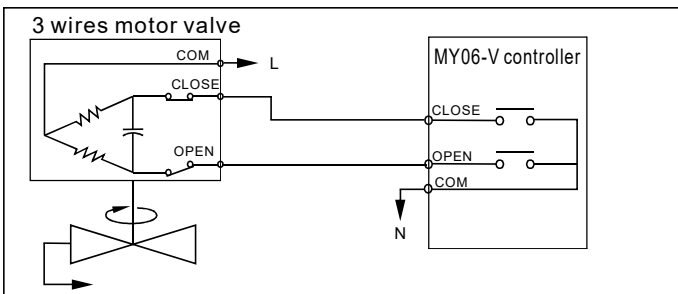 3 wires motor valve
COM
L
CLOSE
OPEN
MY06-V controller
CLOSE
OPEN
COM
N